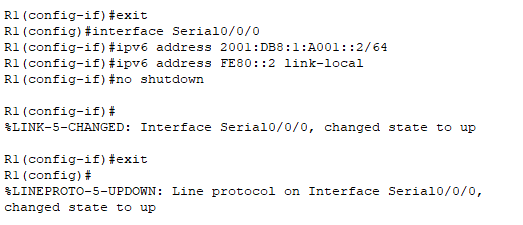 R1(config-if)#exit
R1(config)#interface Serial0/0/0
R1(config-if)#ipv6 address 2001:DB8:1:A001::2/64
R1(config-if)#ipv6 address FE80::2 link-local
R1(config-if)#no shutdown
R1(config-if)#
%LINK-5-CHANGED: Interface Serial0/0/0, changed state to up
R1(config-if)#exit
R1(config)#
%LINEPROTO-5-UPDOWN: Line protocol on Interface Serial0/0/0,
changed state to up